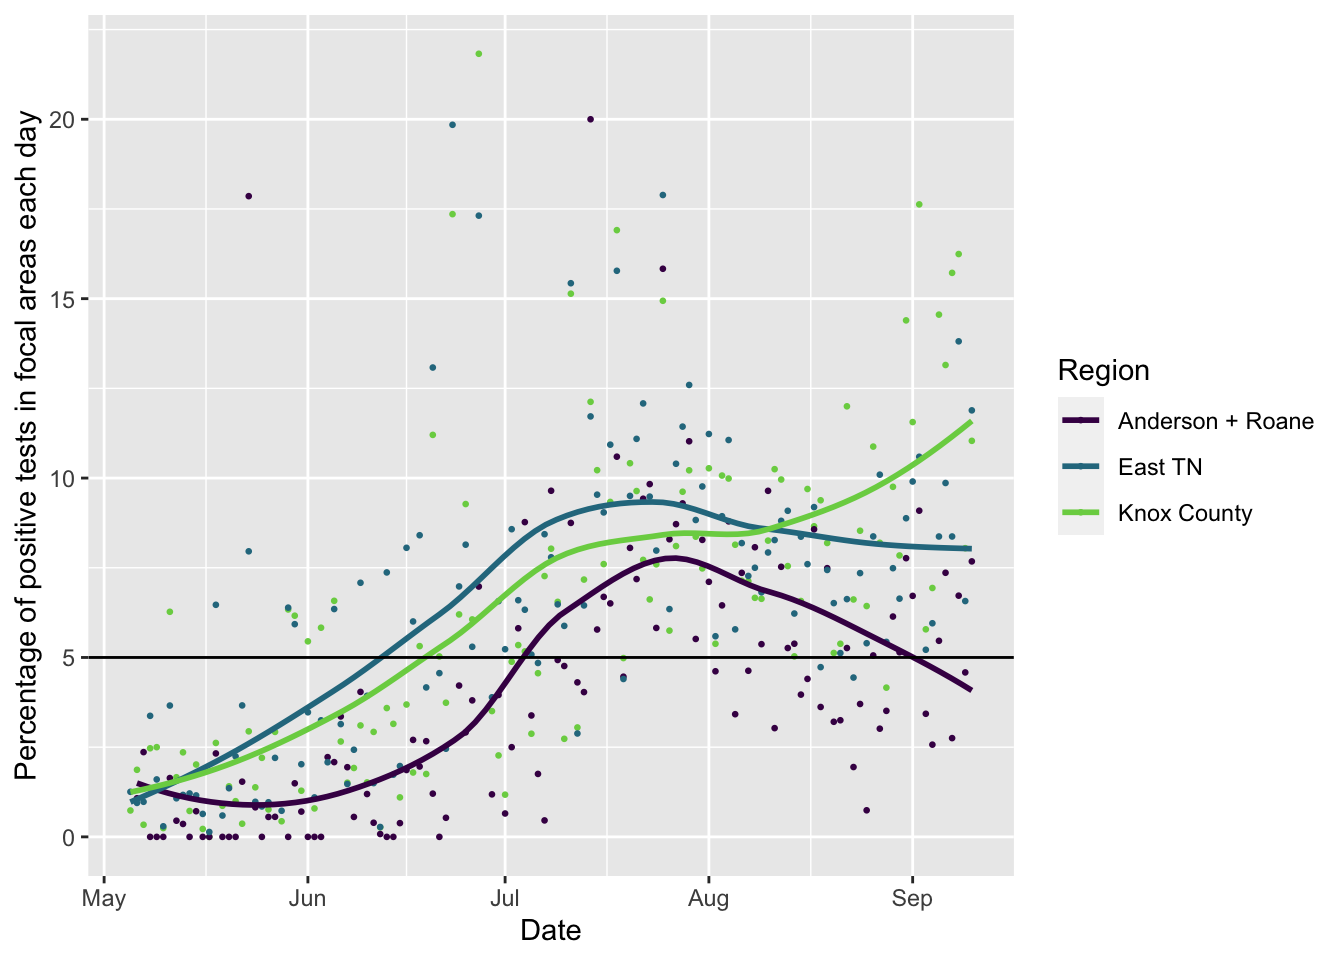 Percentage of positive tests in focal areas each day
20
15
10
5
0
May
Jun
Jul
Aug
Sep
Date
Region
Anderson + Roane
East TN
Knox County